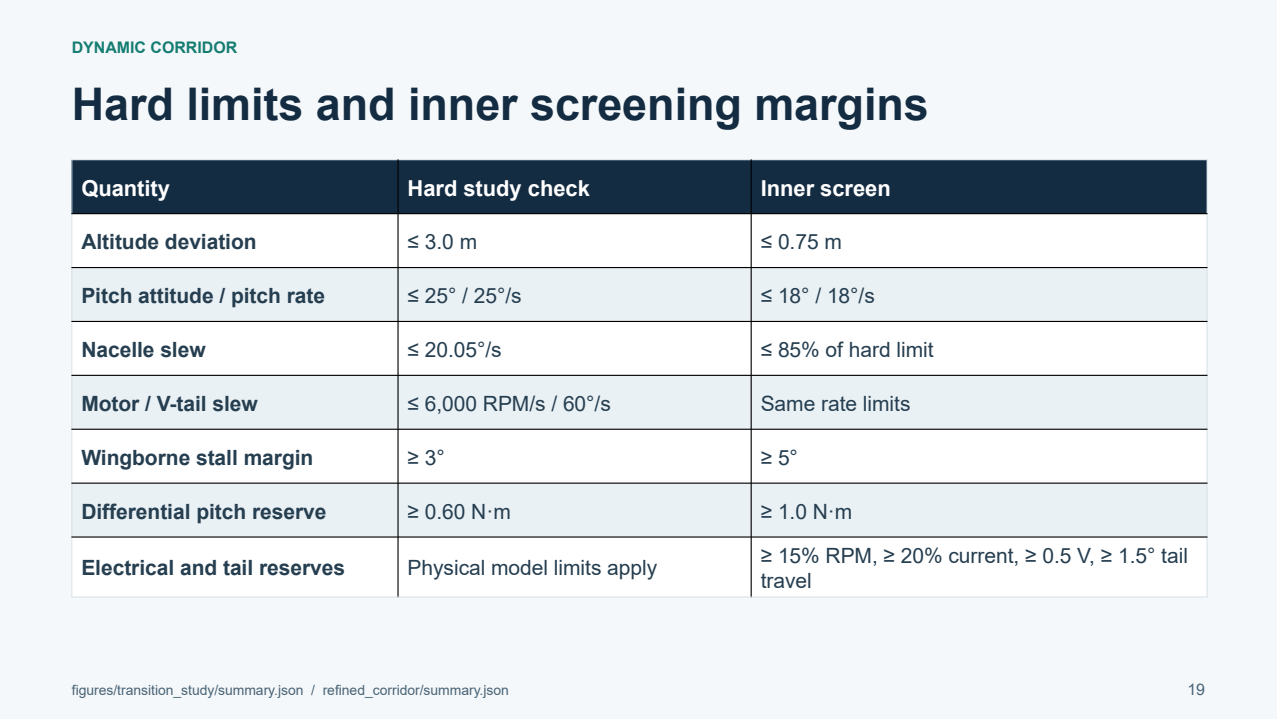 DYNAMIC CORRIDOR
Hard limits and inner screening margins
Quantity Hard study check Inner screen
Altitude deviation ≤ 3.0 m ≤ 0.75 m
Pitch attitude / pitch rate ≤ 25° / 25°/s ≤ 18° / 18°/s
Nacelle slew ≤ 20.05°/s ≤ 85% of hard limit
Motor / V-tail slew ≤ 6,000 RPM/s / 60°/s Same rate limits
Wingborne stall margin ≥ 3° ≥ 5°
Differential pitch reserve ≥ 0.60 N·m ≥ 1.0 N·m
Electrical and tail reserves Physical model limits apply ≥ 15% RPM, ≥ 20% current, ≥ 0.5 V, ≥ 1.5° tail
travel
figures/transition_study/summary.json / refined_corridor/summary.json 19